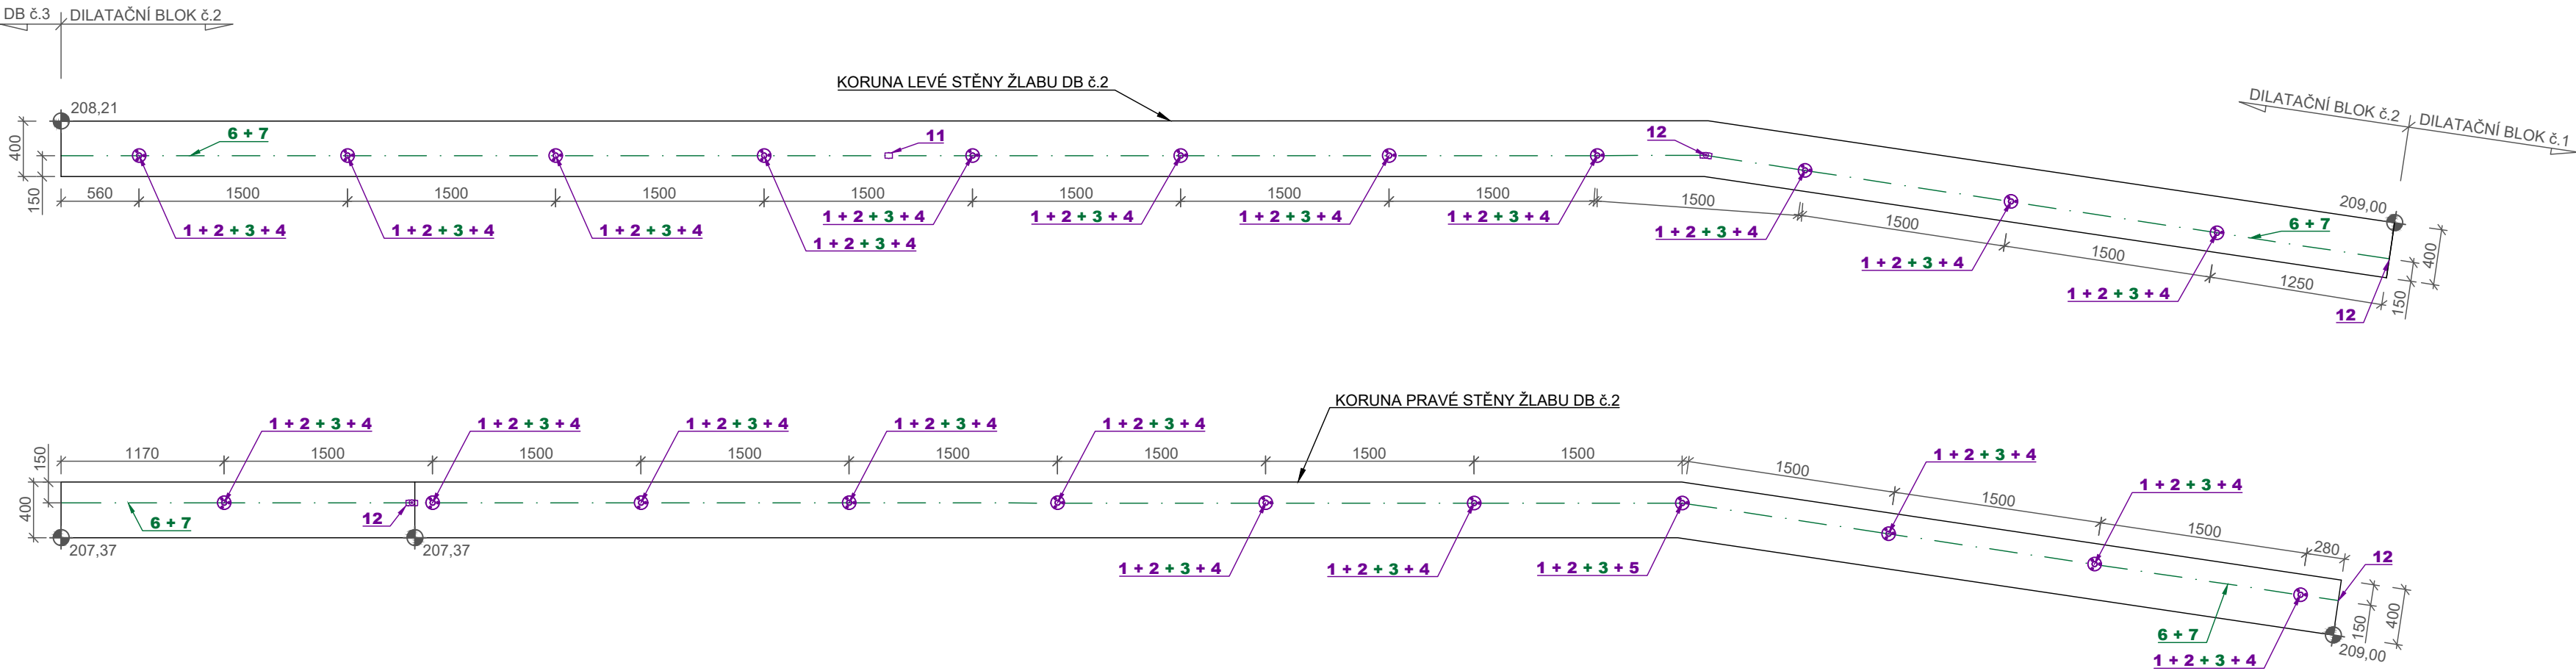 DB č.3
DILATAČNÍ BLOK č.2
KORUNA LEVÉ STĚNY ŽLABU DB č.2
DILATAČNÍ BLOK č.2
DILATAČNÍ BLOK č.1
208,21
6 + 7
11
12
400
150
209,00
6 + 7
560
1500
1500
1500
1500
1500
1500
1500
1500
1500
1500
1250
400
150
1 + 2 + 3 + 4
1 + 2 + 3 + 4
1 + 2 + 3 + 4
1 + 2 + 3 + 4
1 + 2 + 3 + 4
1 + 2 + 3 + 4
1 + 2 + 3 + 4
1 + 2 + 3 + 4
1 + 2 + 3 + 4
1 + 2 + 3 + 4
1 + 2 + 3 + 4
12
KORUNA PRAVÉ STĚNY ŽLABU DB č.2
1 + 2 + 3 + 4
1 + 2 + 3 + 4
1 + 2 + 3 + 4
1 + 2 + 3 + 4
1 + 2 + 3 + 4
1 + 2 + 3 + 4
1 + 2 + 3 + 4
150
1170
1500
1500
1500
1500
1500
1500
1500
1500
1500
1500
280
12
400
6 + 7
12
207,37
207,37
1 + 2 + 3 + 4
1 + 2 + 3 + 4
1 + 2 + 3 + 5
150
400
6 + 7
209,00
1 + 2 + 3 + 4